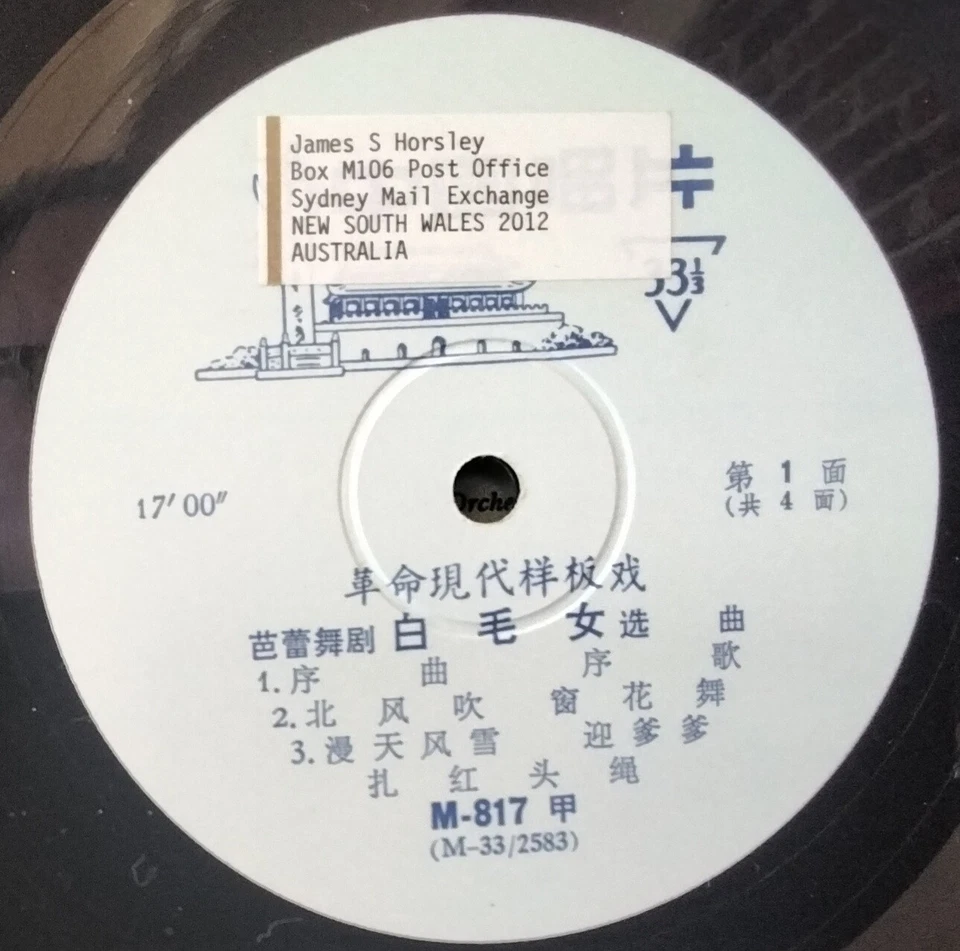 James S Horsley
Box M106 Post Office
Sydney Mail Exchange
NEW SOUTH WALES 2012
AUSTRALIA
唱片
33⅓
17′00″
第1面
(共4面)
Orche
革命現代样板戏
芭蕾舞剧 白毛女 选曲
1.序曲 序歌
2.北风吹 窗花舞
3.漫天风雪 迎爹爹
扎红头绳
M-817 甲
(M-33/2583)